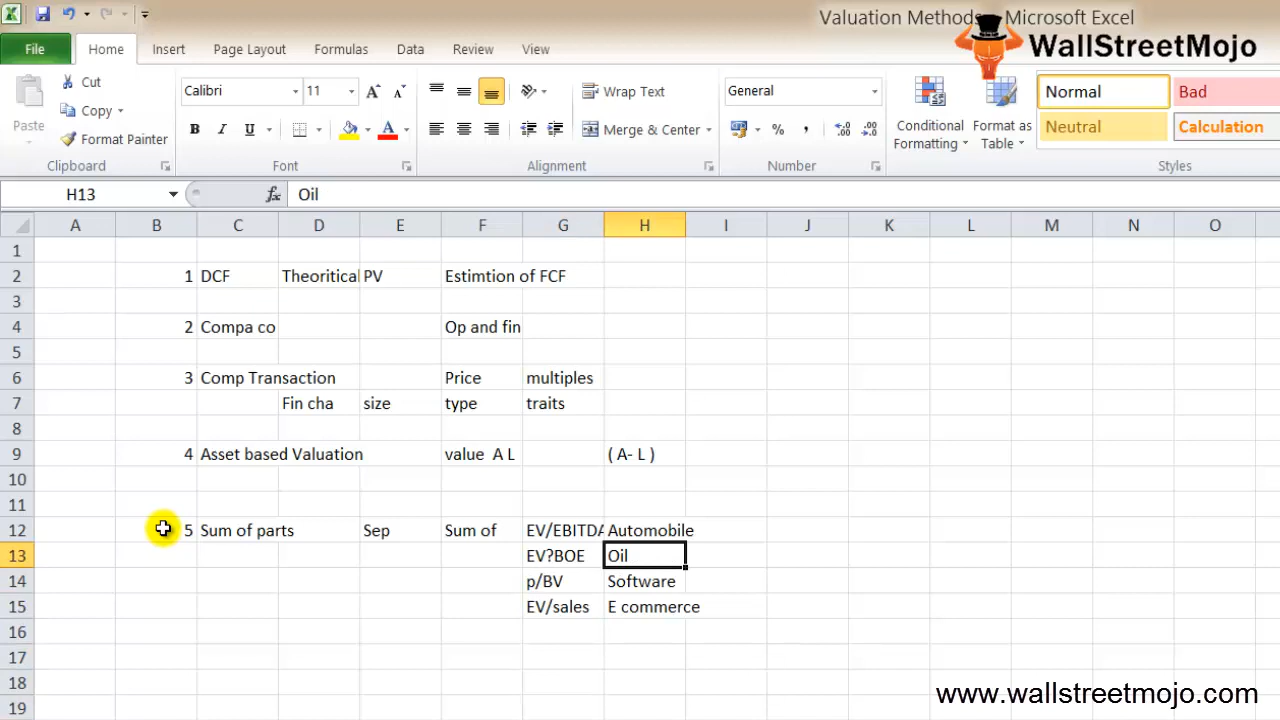 Valuation Methods - Microsoft Excel
WallStreetMojo
File Home Insert Page Layout Formulas Data Review View
Paste
Cut
Copy
Format Painter
Calibri 11
B I U A
Wrap Text
Merge & Center
General
% ,
Conditional Formatting
Format as Table
Normal Bad
Neutral Calculation
Clipboard Font Alignment Number Styles
H13 fx Oil
A B C D E F G H I J K L M N O
1
2 1 DCF Theoritical PV Estimtion of FCF
3
4 2 Compa co Op and fin
5
6 3 Comp Transaction Price multiples
7 Fin cha size type traits
8
9 4 Asset based Valuation value A L ( A- L )
10
11
12 5 Sum of parts Sep Sum of EV/EBITDA Automobile
13 EV?BOE Oil
14 p/BV Software
15 EV/sales E commerce
16
17
18
19
www.wallstreetmojo.com